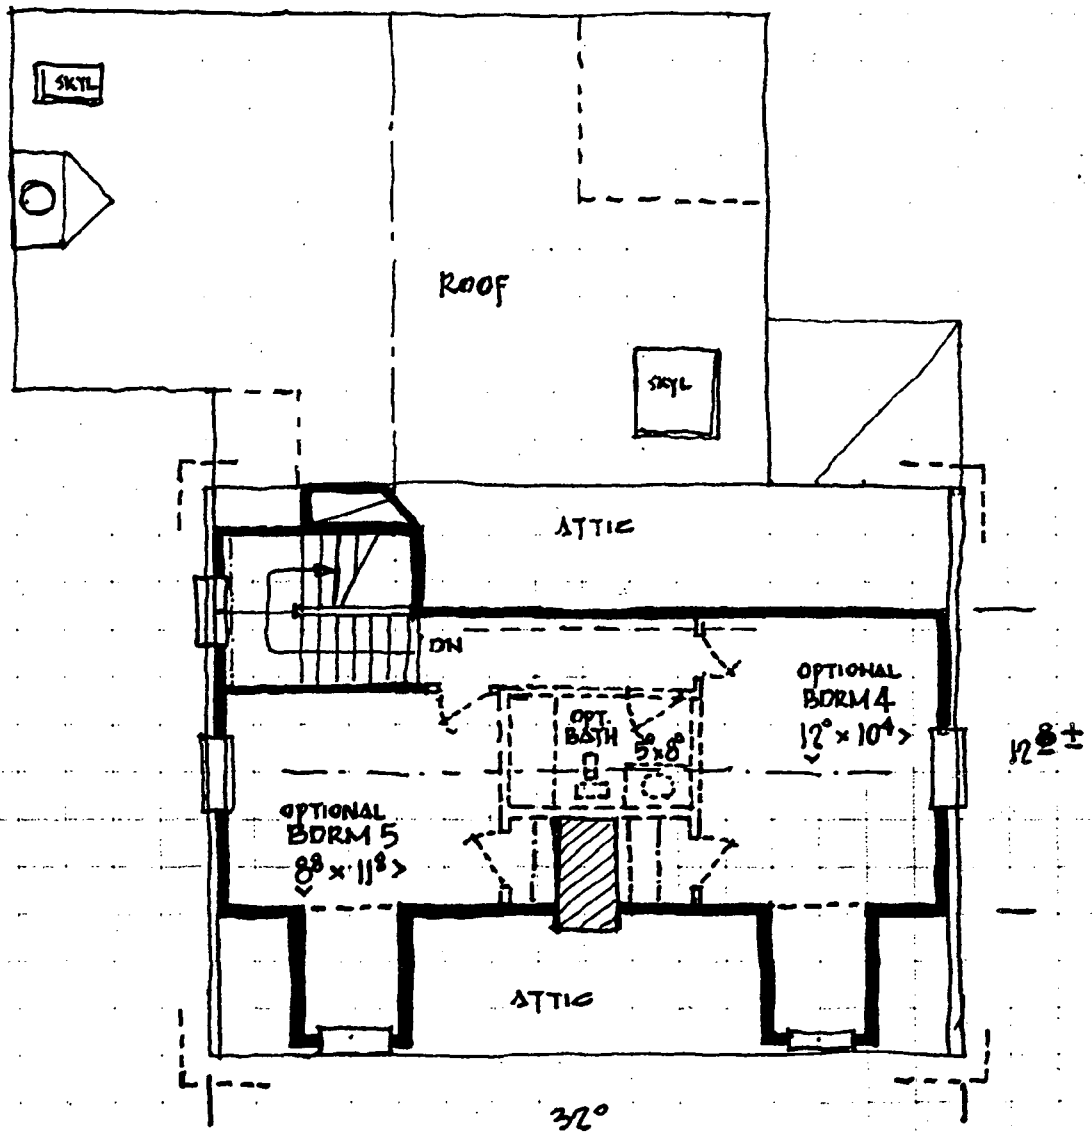 SKYL
ROOF
SKYL
ATTIC
DN
OPTIONAL
BDRM 4
12⁰ x 10⁴ >
OPT.
BATH
5⁰ x 8⁰
12⁸ ±
OPTIONAL
BDRM 5
8⁸ x 11⁸ >
ATTIC
32⁰